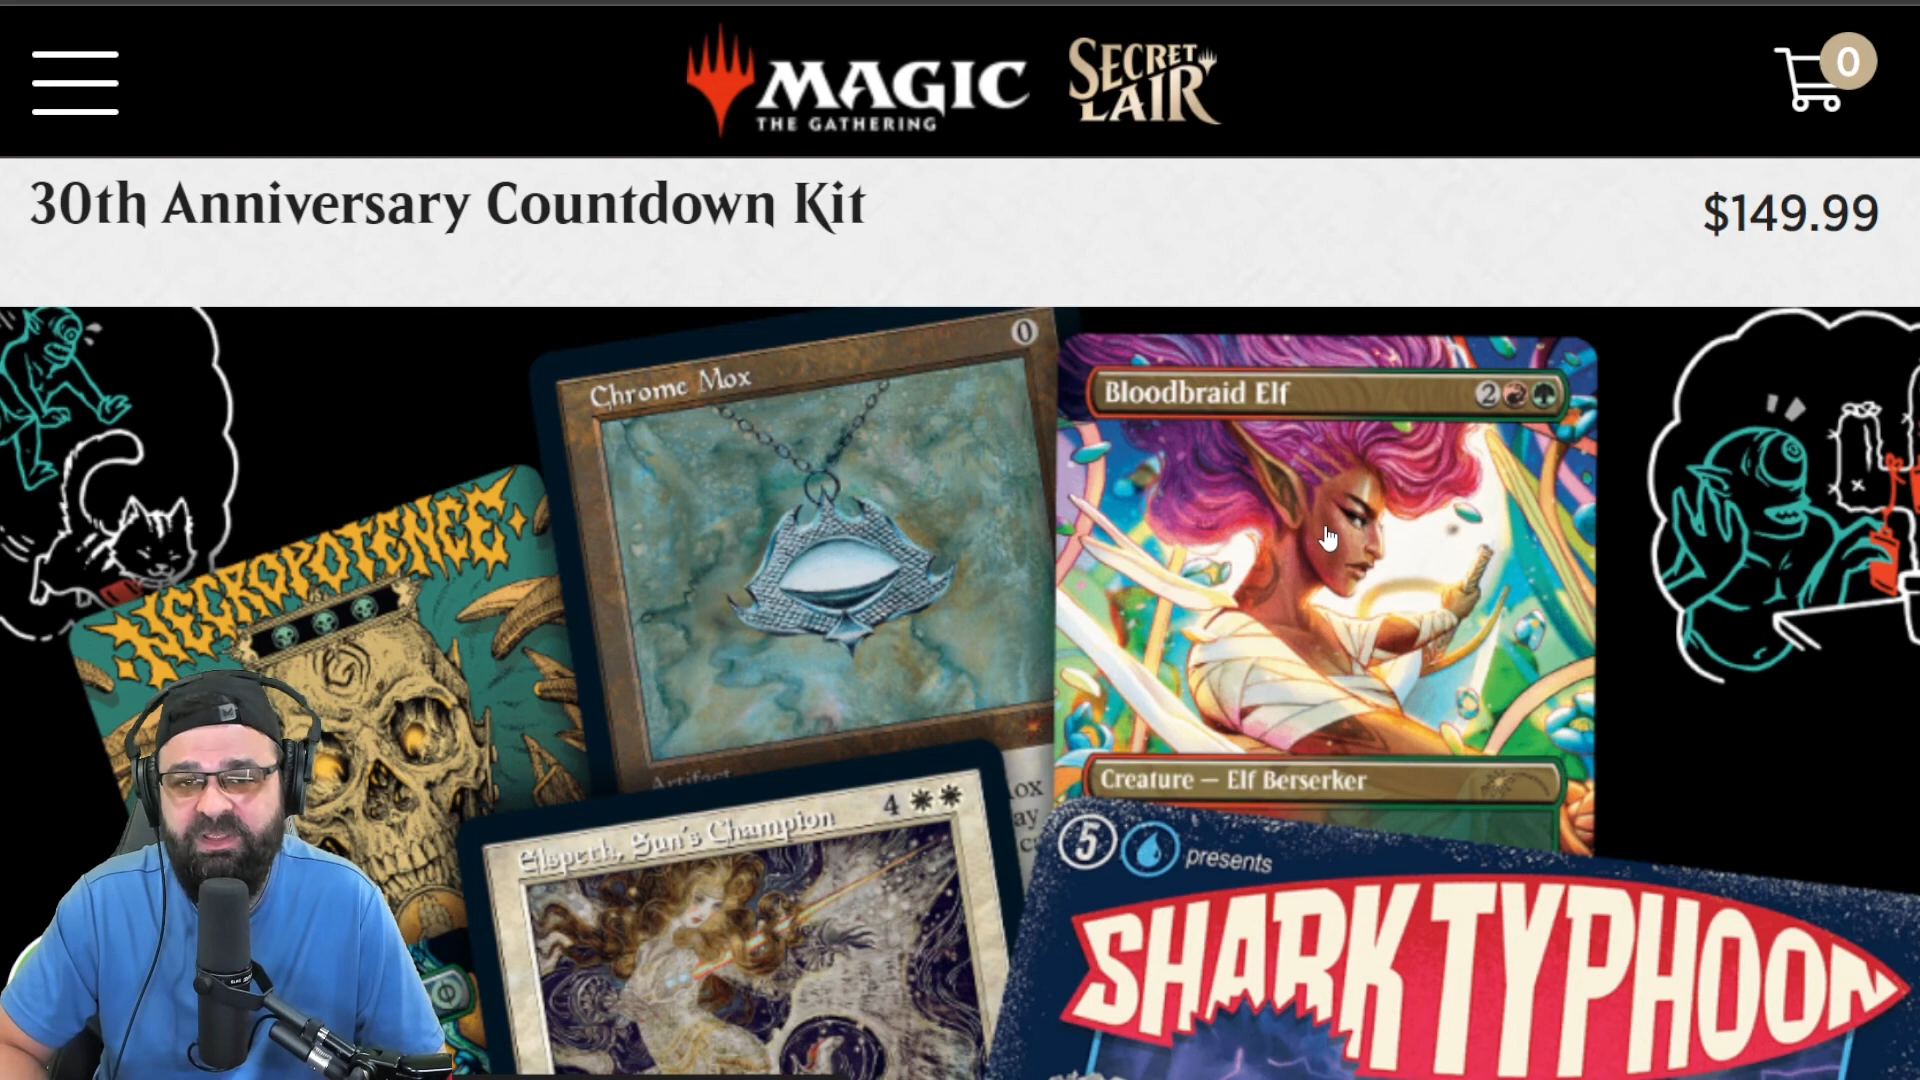 MAGIC
THE GATHERING
SECRET
LAIR
0
30th Anniversary Countdown Kit
$149.99
Chrome Mox
0
Bloodbraid Elf
2
NECROPOTENCE
Artifact
Creature — Elf Berserker
Elspeth, Sun's Champion
4
5
presents
SHARK TYPHOON